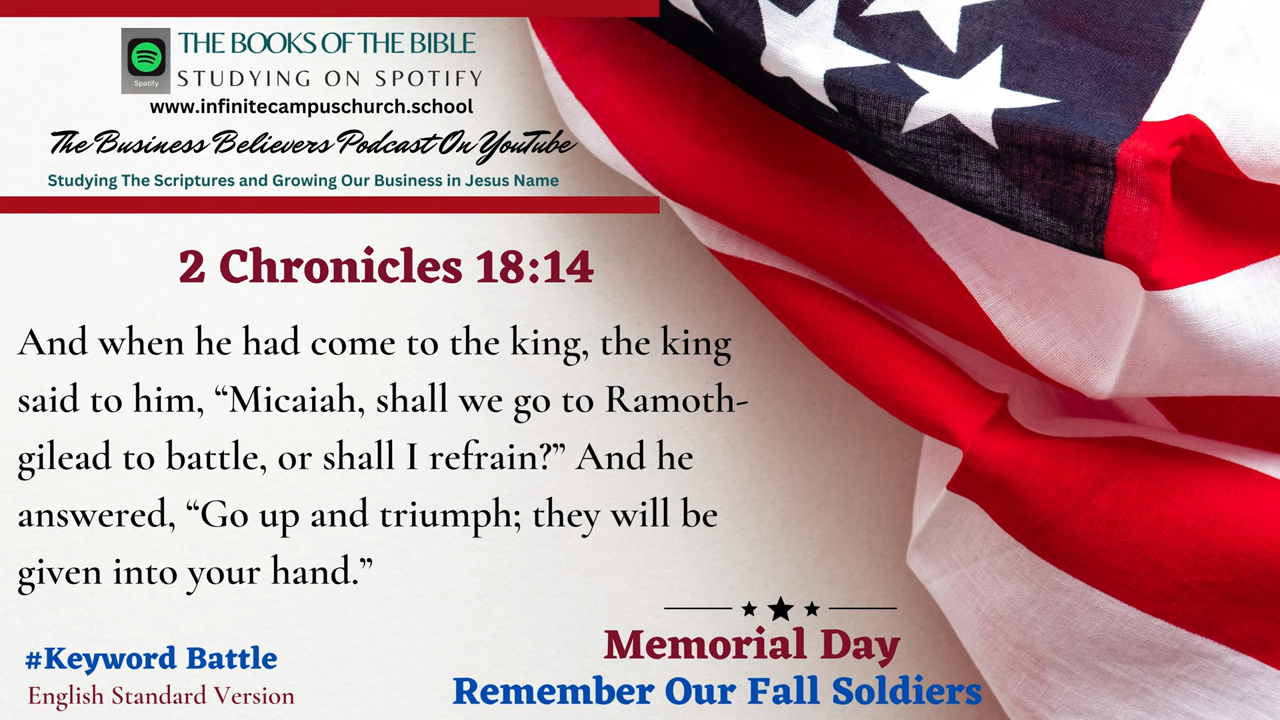 THE BOOKS OF THE BIBLE
Spotify
STUDYING ON SPOTIFY
www.infinitecampuschurch.school
The Business Believers Podcast On YouTube
Studying The Scriptures and Growing Our Business in Jesus Name
2 Chronicles 18:14
And when he had come to the king, the king
said to him, “Micaiah, shall we go to Ramoth-
gilead to battle, or shall I refrain?” And he
answered, “Go up and triumph; they will be
given into your hand.”
#Keyword Battle
English Standard Version
Memorial Day
Remember Our Fall Soldiers